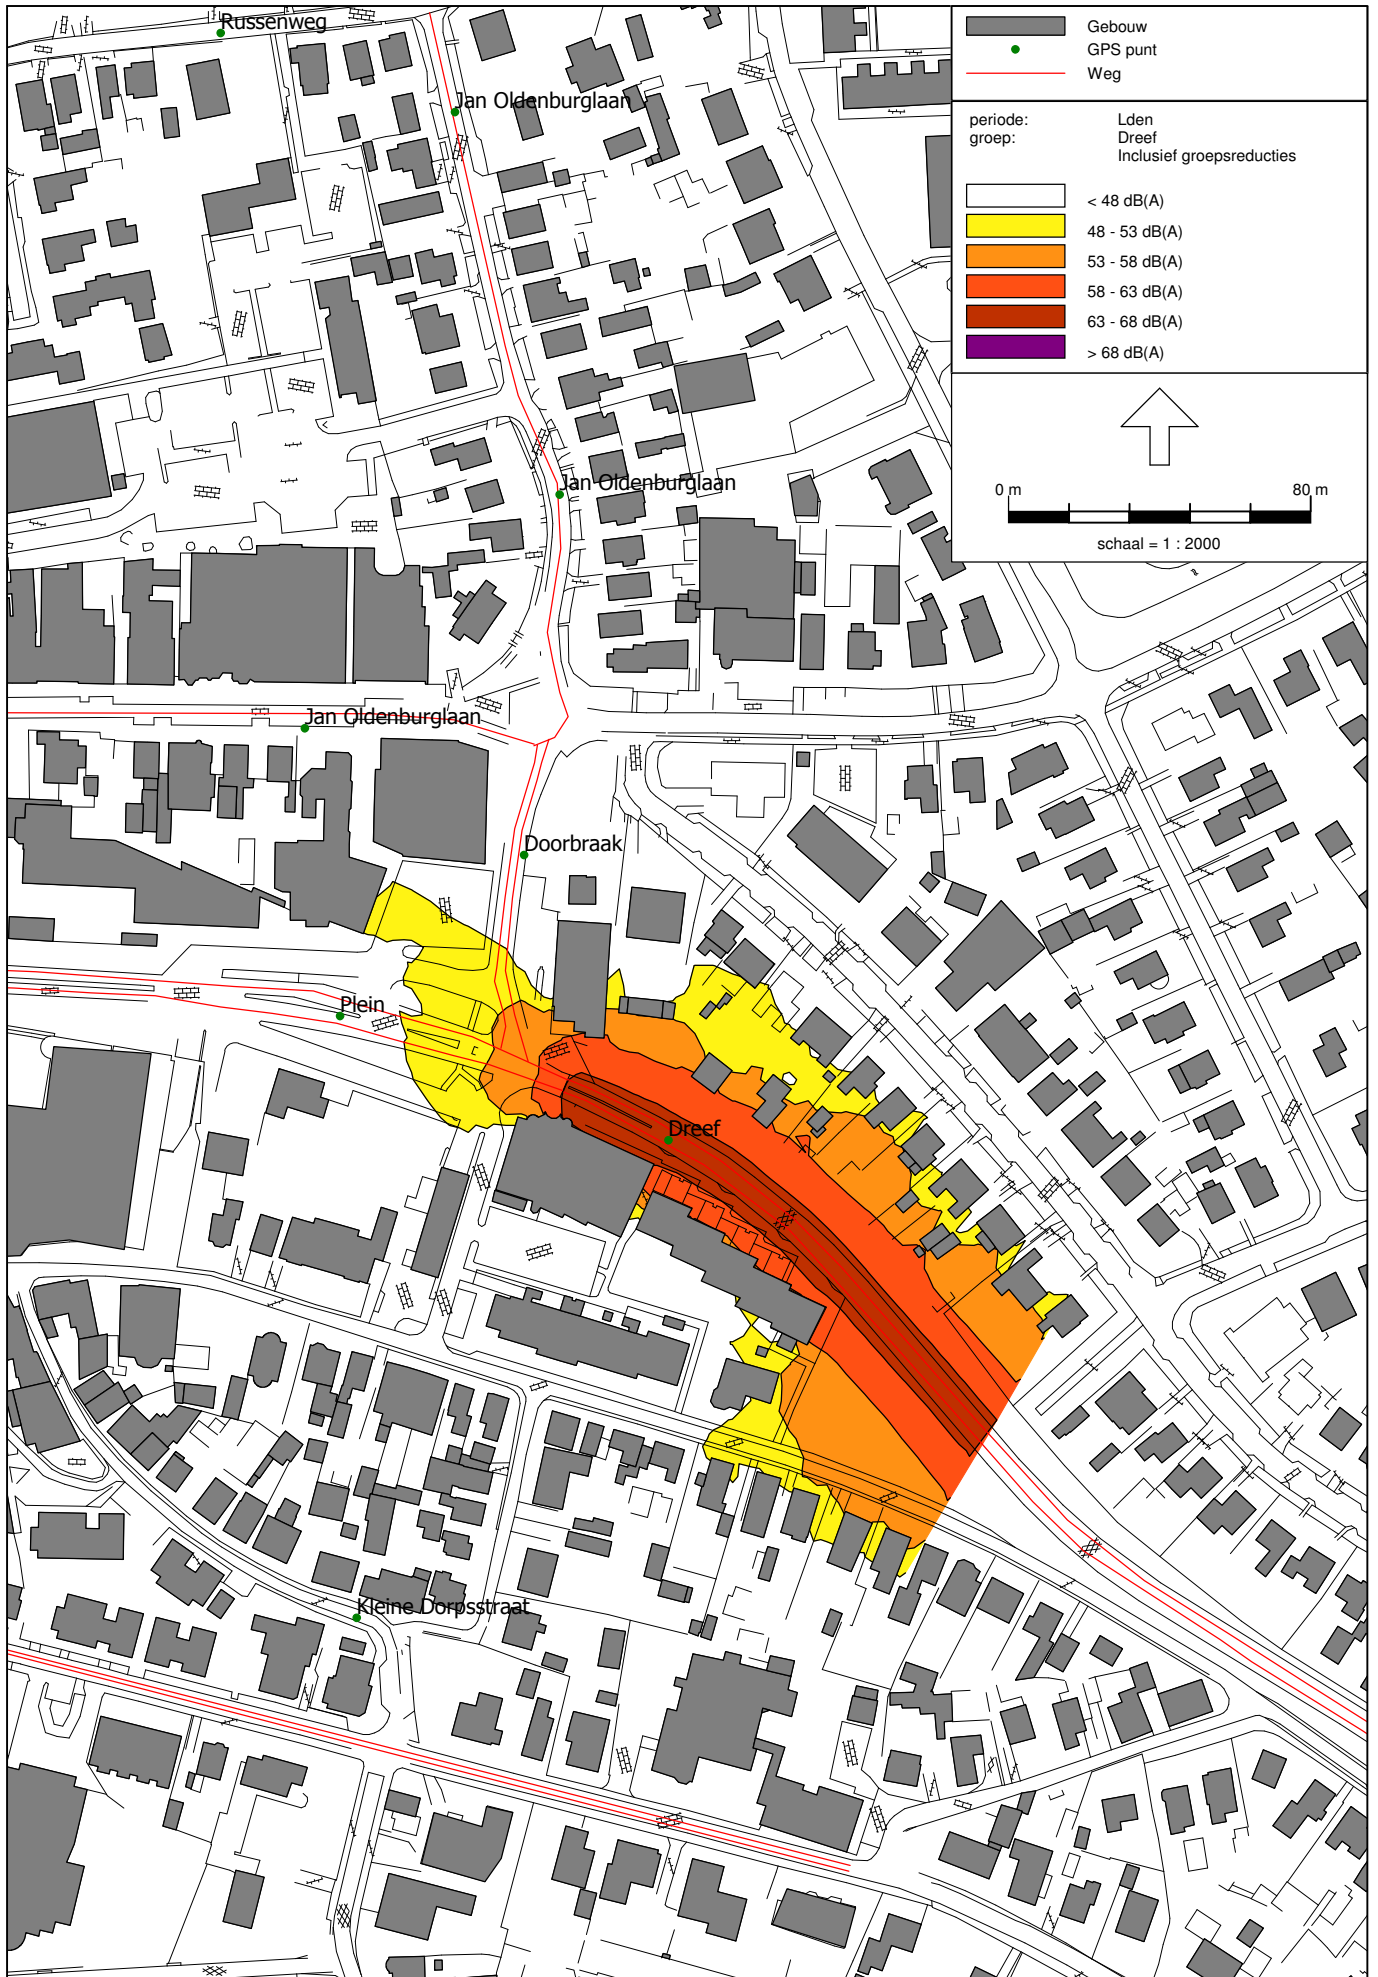 Russenweg
Jan Oldenburglaan
Jan Oldenburglaan
Jan Oldenburglaan
Doorbraak
Plein
Dreef
Kleine Dorpsstraat
Gebouw
GPS punt
Weg
periode: Lden
groep: Dreef
Inclusief groepsreducties
< 48 dB(A)
48 - 53 dB(A)
53 - 58 dB(A)
58 - 63 dB(A)
63 - 68 dB(A)
> 68 dB(A)
0 m 80 m
schaal = 1 : 2000